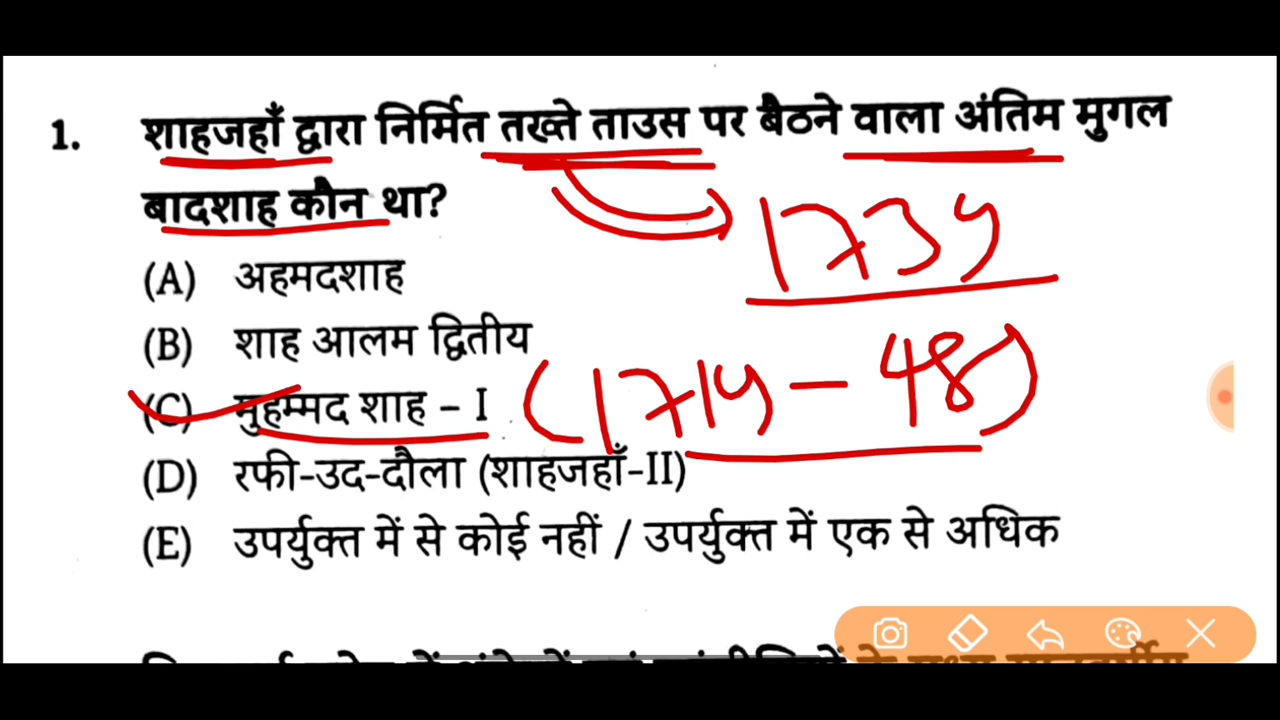 1. शाहजहाँ द्वारा निर्मित तख्ते ताउस पर बैठने वाला अंतिम मुगल
बादशाह कौन था?
1739
(A) अहमदशाह
(B) शाह आलम द्वितीय
(C) मुहम्मद शाह – I (1719 – 48)
(D) रफी-उद-दौला (शाहजहाँ-II)
(E) उपर्युक्त में से कोई नहीं / उपर्युक्त में एक से अधिक